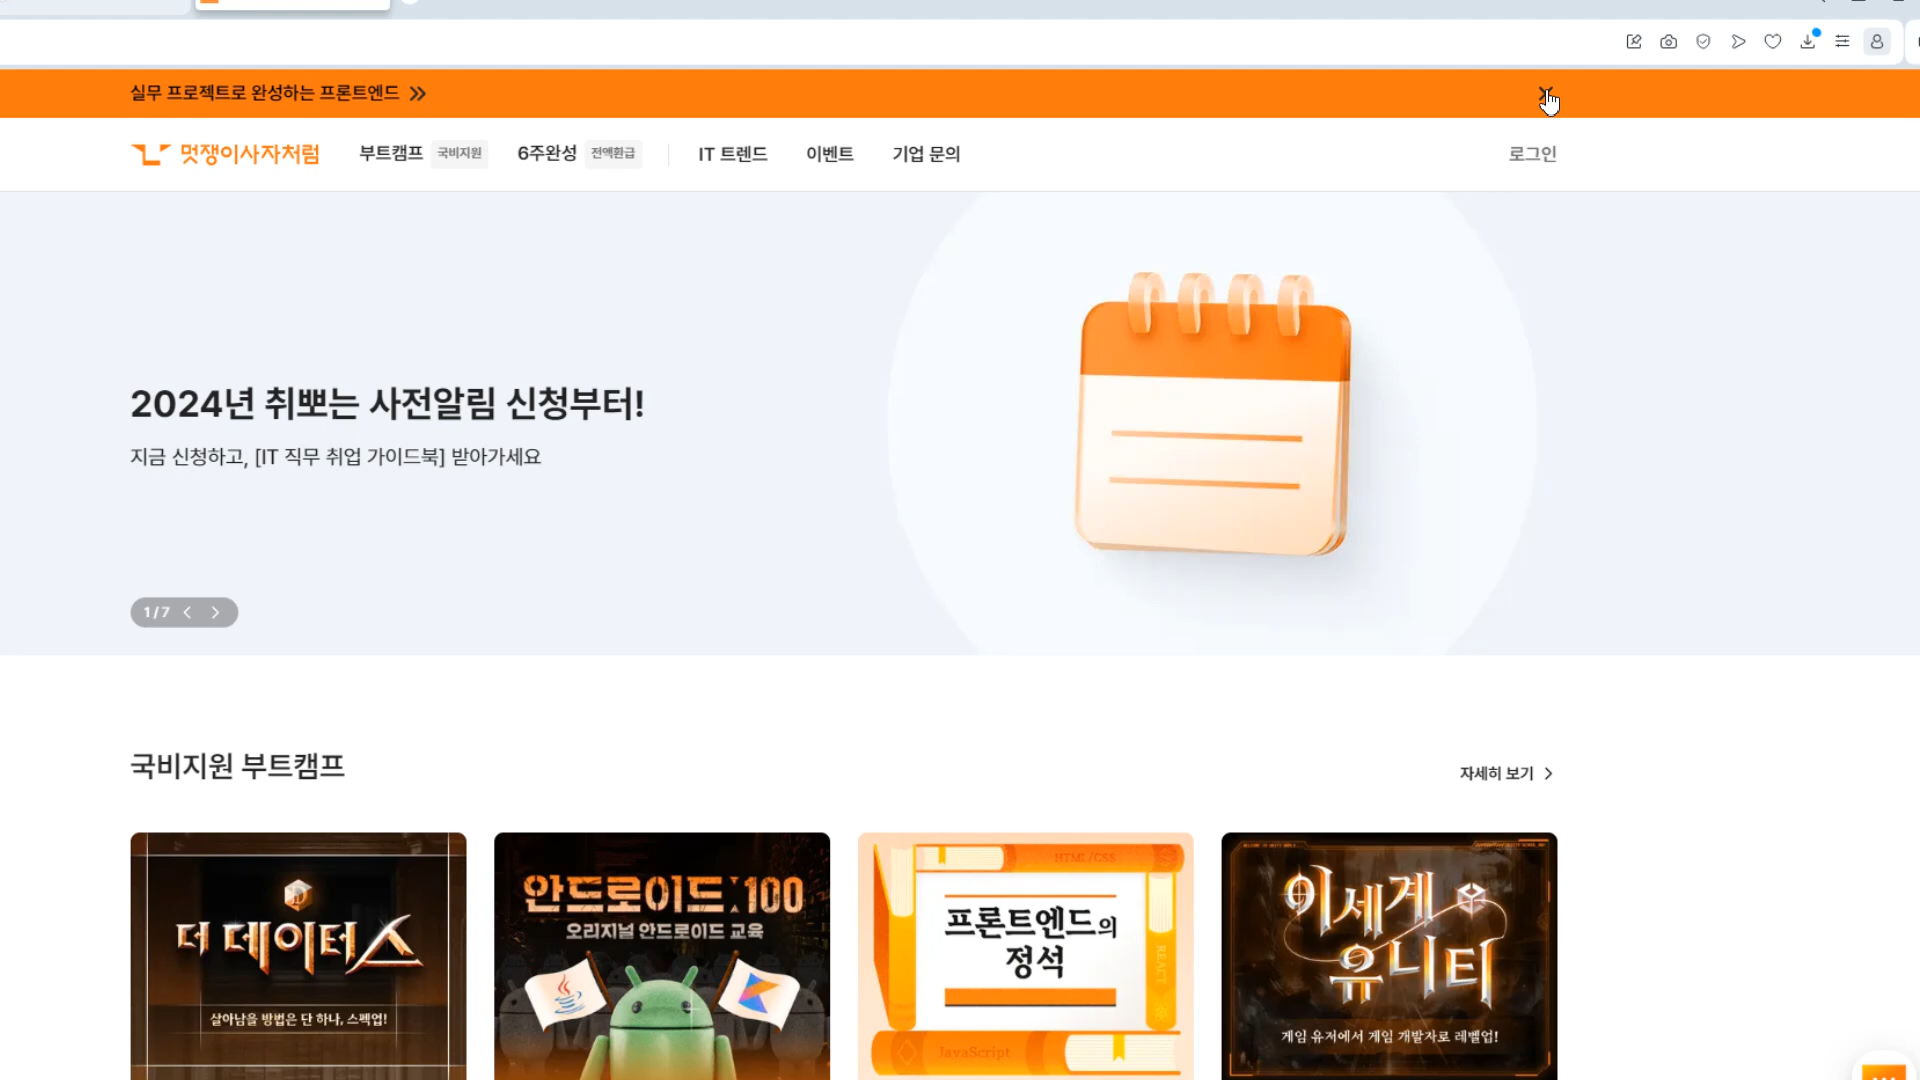 실무 프로젝트로 완성하는 프론트엔드
멋쟁이사자처럼 부트캠프 국비지원 6주완성 전액환급 IT 트렌드 이벤트 기업 문의 로그인
2024년 취뽀는 사전알림 신청부터!
지금 신청하고, [IT 직무 취업 가이드북] 받아가세요
1 / 7
국비지원 부트캠프
자세히 보기
더 데이터스
살아남을 방법은 단 하나, 스펙업!
안드로이드:100
오리지널 안드로이드 교육
HTML/CSS
프론트엔드의
정석
REACT
JavaScript
이세계
유니티
게임 유저에서 게임 개발자로 레벨업!